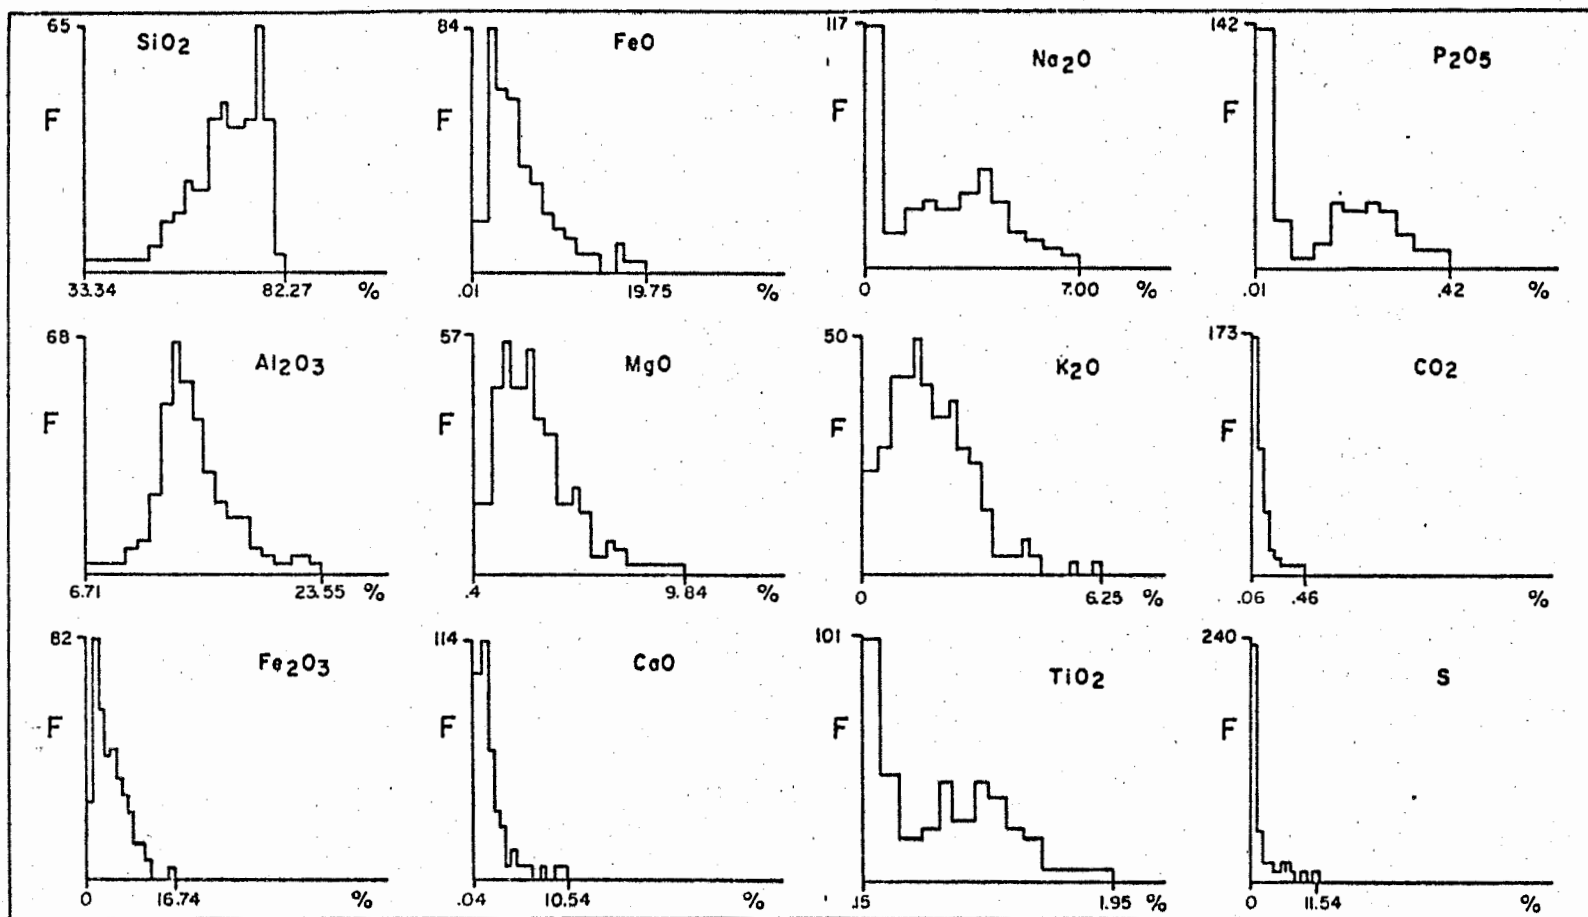 65 SiO2
F
33.34 82.27 %
84 FeO
F
.01 19.75 %
117 Na2O
F
0 7.00 %
142 P2O5
F
.01 .42 %
68 Al2O3
F
6.71 23.55 %
57 MgO
F
.4 9.84 %
50 K2O
F
0 6.25 %
173 CO2
F
.06 .46 %
82 Fe2O3
F
0 16.74 %
114 CaO
F
.04 10.54 %
101 TiO2
F
.15 1.95 %
240 S
F
0 11.54 %